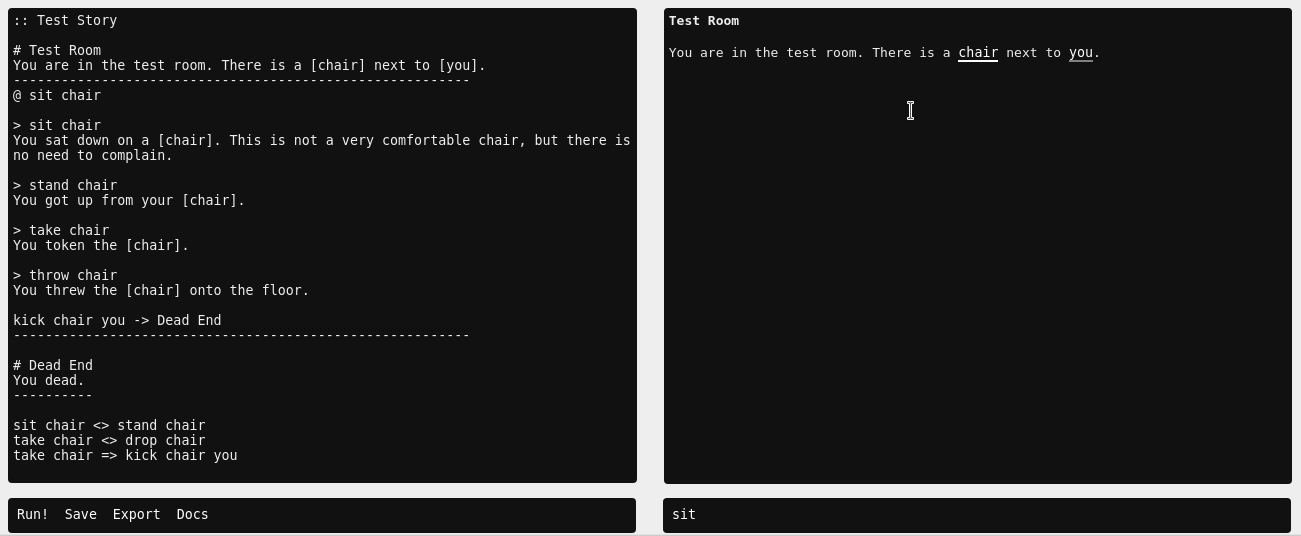 :: Test Story
# Test Room
You are in the test room. There is a [chair] next to [you].
---------------------------------------------------------
@ sit chair
> sit chair
You sat down on a [chair]. This is not a very comfortable chair, but there is
no need to complain.
> stand chair
You got up from your [chair].
> take chair
You token the [chair].
> throw chair
You threw the [chair] onto the floor.
kick chair you -> Dead End
---------------------------------------------------------
# Dead End
You dead.
----------
sit chair <> stand chair
take chair <> drop chair
take chair => kick chair you
Run! Save Export Docs
Test Room
You are in the test room. There is a chair next to you.
sit